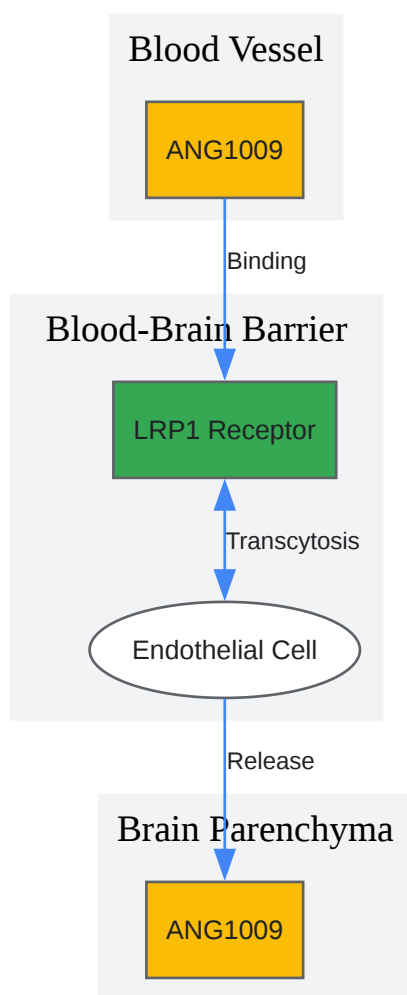 Blood Vessel
ANG1009
Binding
Blood-Brain Barrier
LRP1 Receptor
Transcytosis
Endothelial Cell
Release
Brain Parenchyma
ANG1009